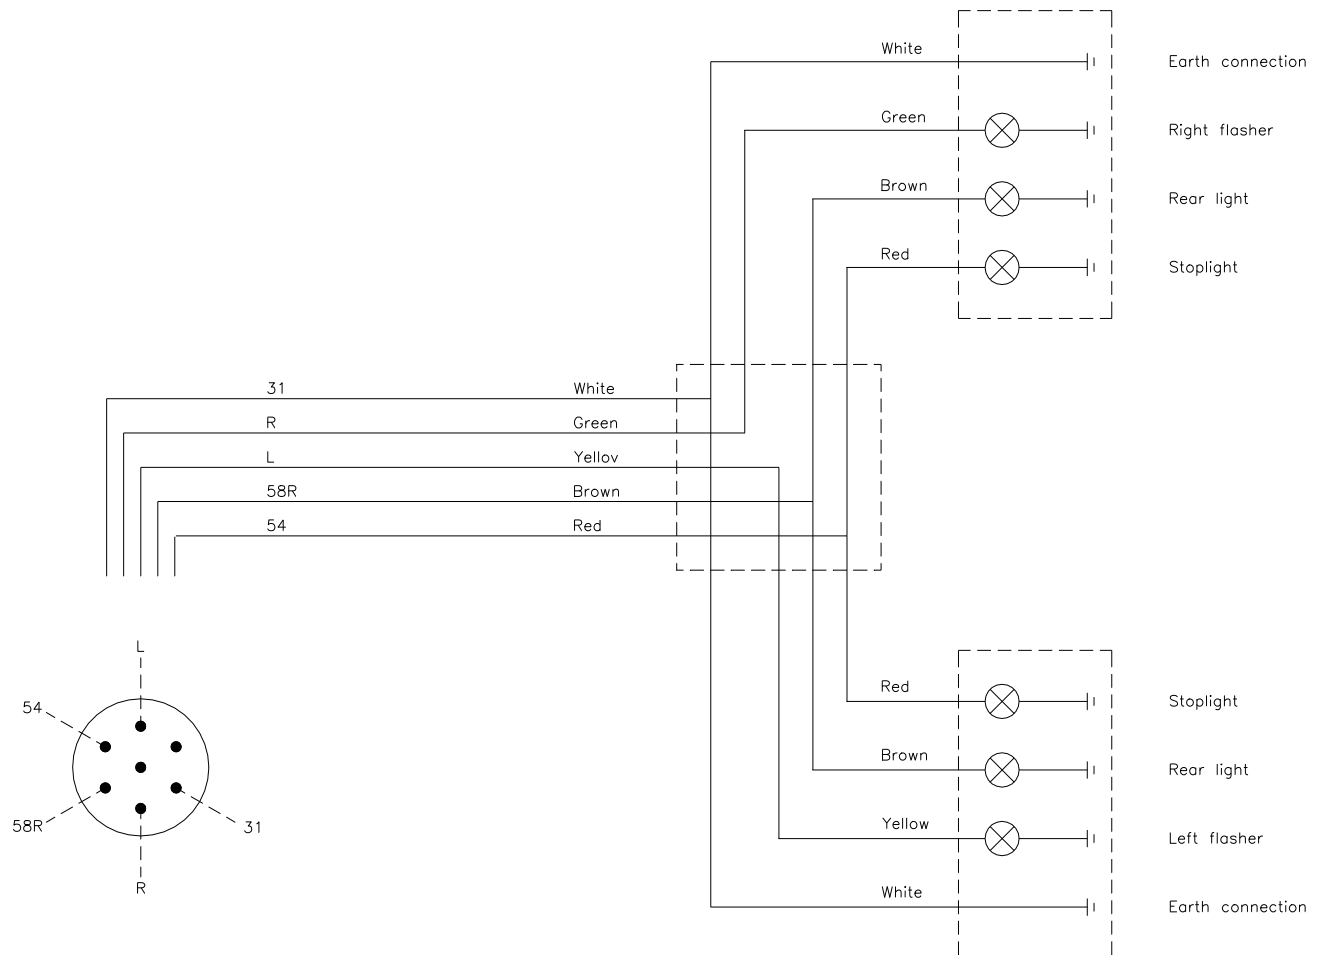 White
Earth connection
Green
Right flasher
Brown
Rear light
Red
Stoplight
31 White
R Green
L Yellov
58R Brown
54 Red
L
54
58R
31
R
Red
Stoplight
Brown
Rear light
Yellow
Left flasher
White
Earth connection